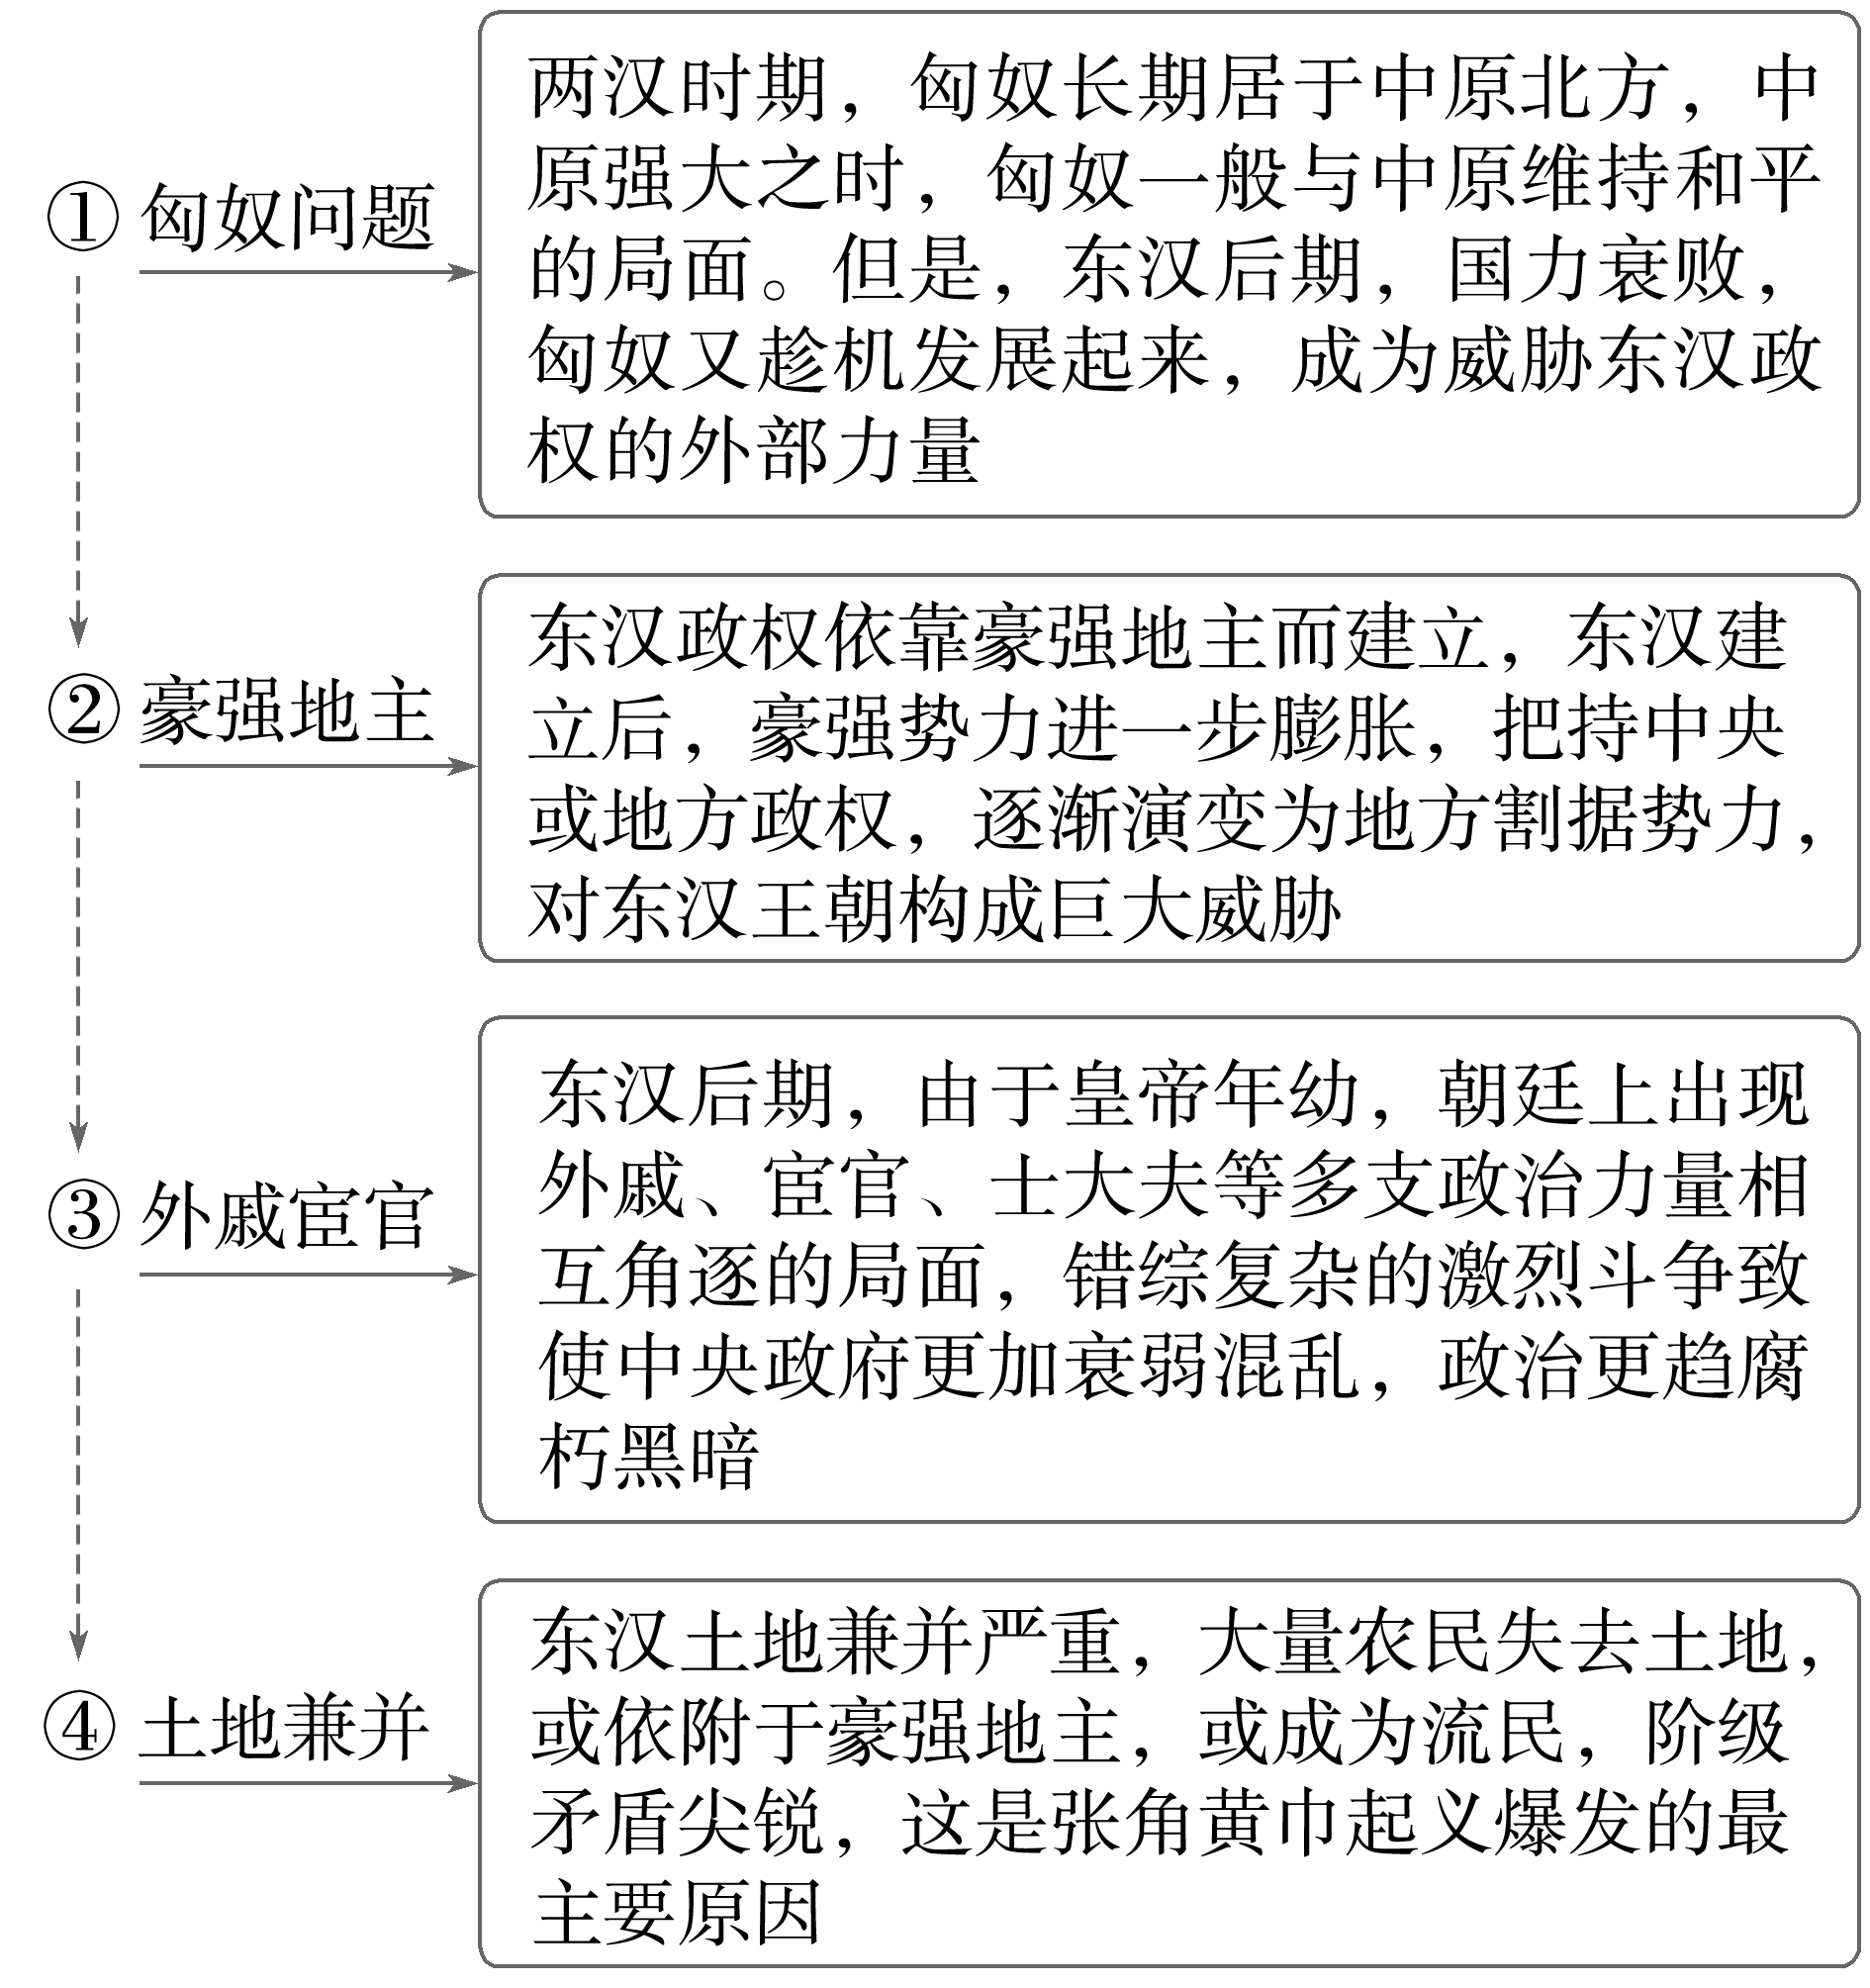 ① 匈奴问题
两汉时期，匈奴长期居于中原北方，中
原强大之时，匈奴一般与中原维持和平
的局面。但是，东汉后期，国力衰败，
匈奴又趁机发展起来，成为威胁东汉政
权的外部力量
② 豪强地主
东汉政权依靠豪强地主而建立，东汉建
立后，豪强势力进一步膨胀，把持中央
或地方政权，逐渐演变为地方割据势力，
对东汉王朝构成巨大威胁
③ 外戚宦官
东汉后期，由于皇帝年幼，朝廷上出现
外戚、宦官、士大夫等多支政治力量相
互角逐的局面，错综复杂的激烈斗争致
使中央政府更加衰弱混乱，政治更趋腐
朽黑暗
④ 土地兼并
东汉土地兼并严重，大量农民失去土地，
或依附于豪强地主，或成为流民，阶级
矛盾尖锐，这是张角黄巾起义爆发的最
主要原因